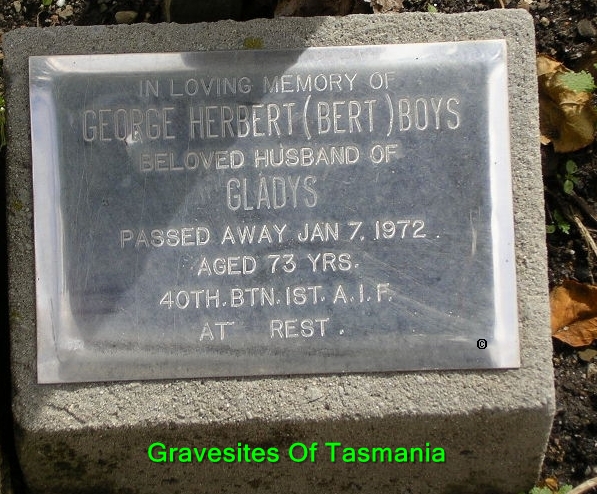 IN LOVING MEMORY OF
GEORGE HERBERT (BERT) BOYS
BELOVED HUSBAND OF
GLADYS
PASSED AWAY JAN 7, 1972.
AGED 73 YRS.
40TH. BTN. 1ST. A.I.F.
AT REST.
©
Gravesites Of Tasmania